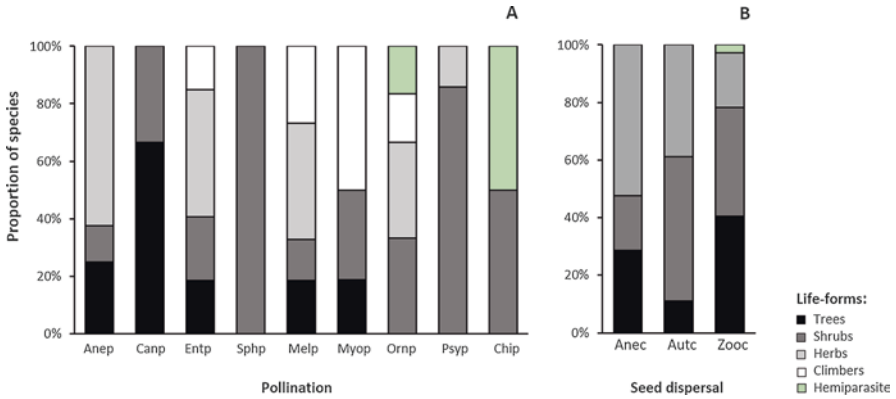 A
Proportion of species
100%
80%
60%
40%
20%
0%
Anep Canp Entp Sphp Melp Myop Ornp Psyp Chip
Pollination
B
100%
80%
60%
40%
20%
0%
Anec Autc Zooc
Seed dispersal
Life-forms:
Trees
Shrubs
Herbs
Climbers
Hemiparasite